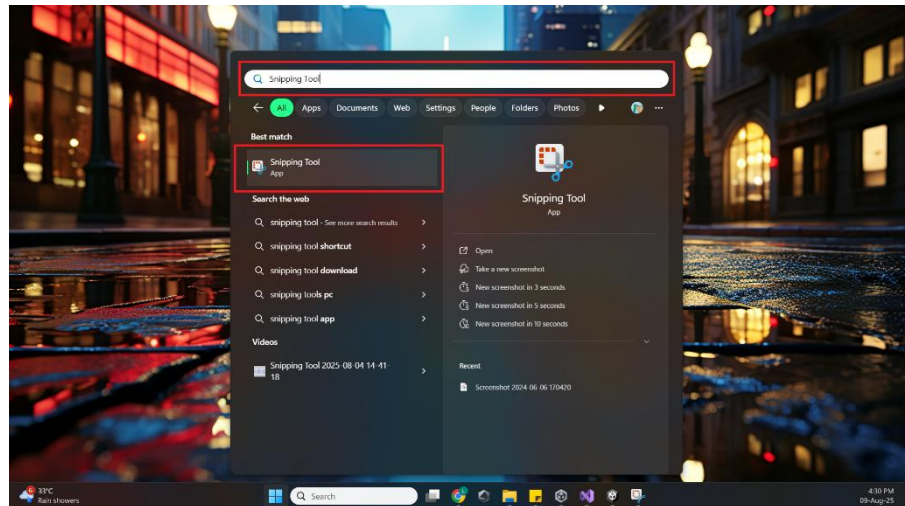 Snipping Tool
All Apps Documents Web Settings People Folders Photos
Best match
Snipping Tool
App
Search the web
snipping tool - See more search results
snipping tool shortcut
snipping tool download
snipping tools pc
snipping tool app
Videos
Snipping Tool 2025-08-04 14-41-
18
Snipping Tool
App
Open
Take a new screenshot
New screenshot in 3 seconds
New screenshot in 5 seconds
New screenshot in 10 seconds
Recent
Screenshot 2024-06-06 170420
6
33°C
Rain showers
Search
4:30 PM
09-Aug-25